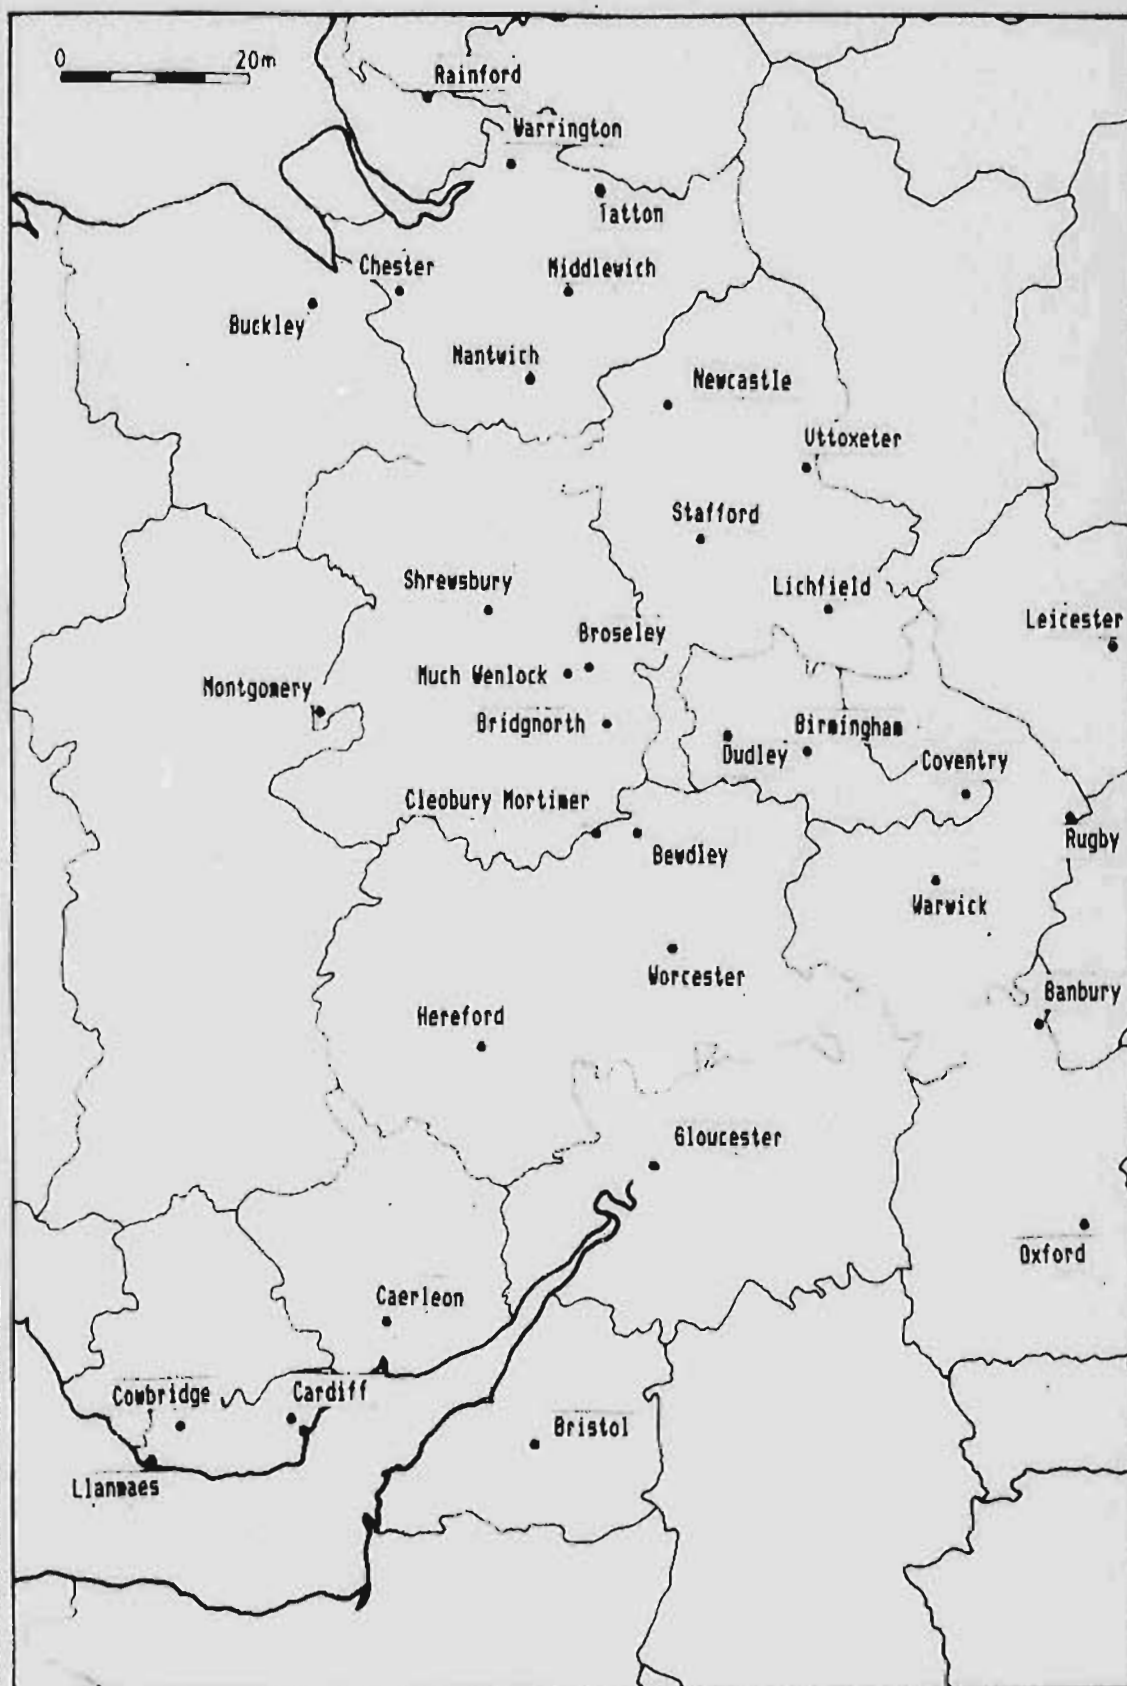 0 20m
Rainford
Warrington
Tatton
Chester
Middlewich
Buckley
Nantwich
Newcastle
Uttoxeter
Stafford
Shrewsbury
Lichfield
Leicester
Broseley
Much Wenlock
Montgomery
Bridgnorth
Birmingham
Dudley
Coventry
Cleobury Mortimer
Rugby
Bewdley
Warwick
Worcester
Banbury
Hereford
Gloucester
Oxford
Caerleon
Cowbridge
Cardiff
Bristol
Llanmaes